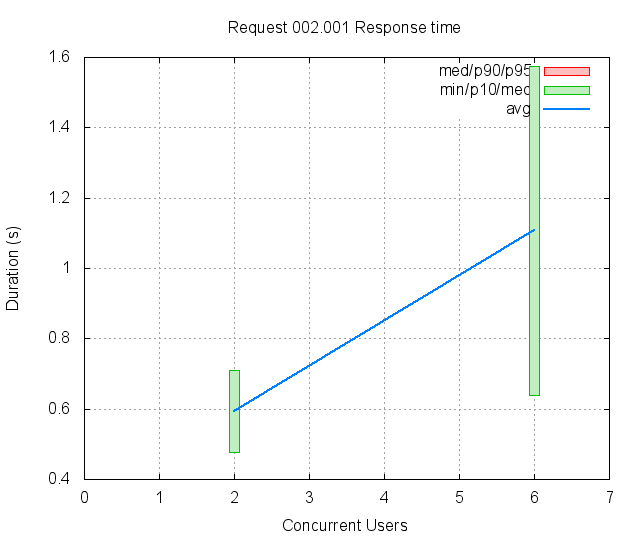 Request 002.001 Response time
1.6
1.4
1.2
1
0.8
0.6
0.4
Duration (s)
med/p90/p95
min/p10/med
avg
0 1 2 3 4 5 6 7
Concurrent Users